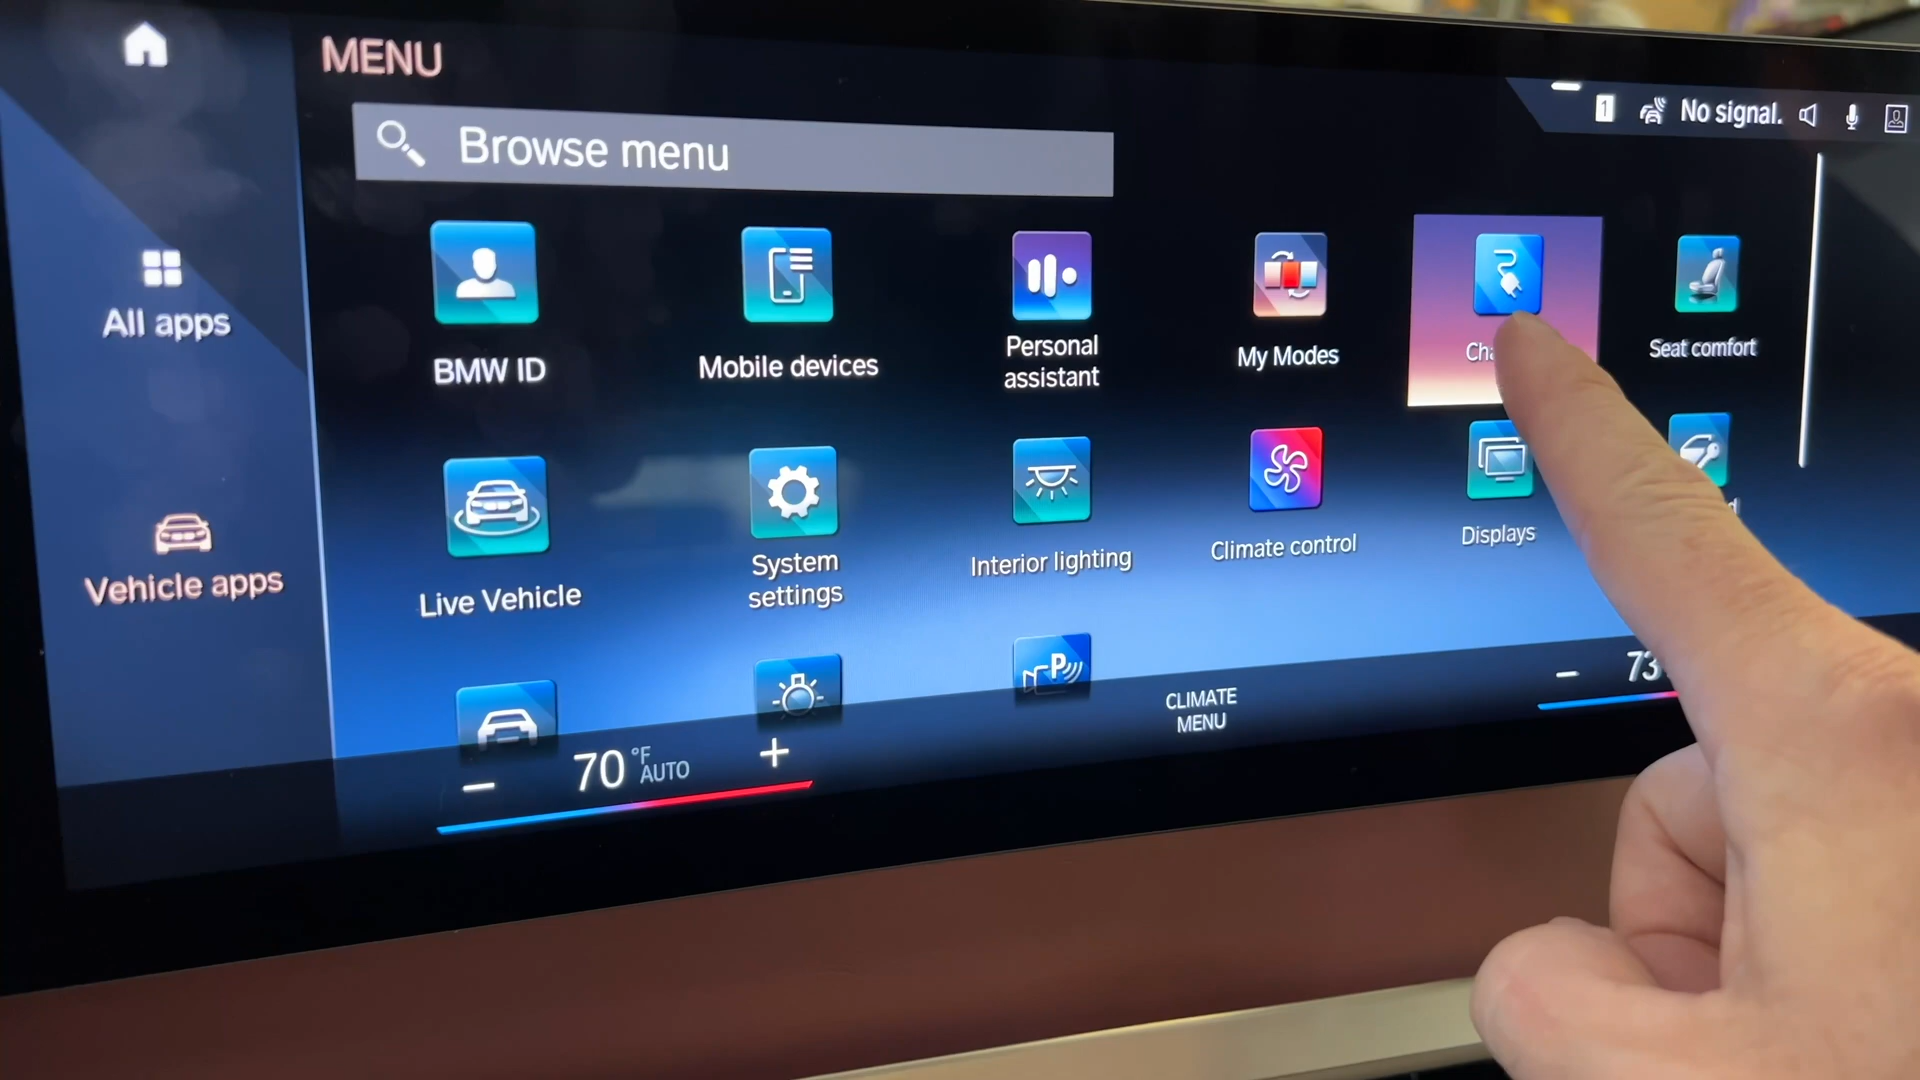 MENU
Browse menu
1 No signal.
All apps
Vehicle apps
BMW ID
Mobile devices
Personal
assistant
My Modes
Seat comfort
Live Vehicle
System
settings
Interior lighting
Climate control
Displays
P
70 °F
AUTO
CLIMATE
MENU
73